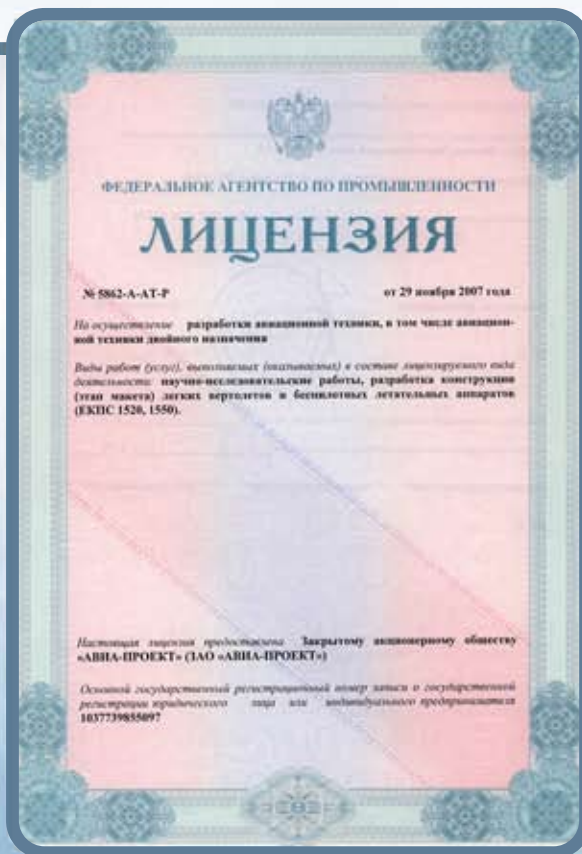 ФЕДЕРАЛЬНОЕ АГЕНТСТВО ПО ПРОМЫШЛЕННОСТИ
ЛИЦЕНЗИЯ
№ 5862-А-АТ-Р от 29 ноября 2007 года
На осуществление разработки авиационной техники, в том числе авиацион-
ной техники двойного назначения
Виды работ (услуг), выполняемых (оказываемых) в составе лицензируемого вида
деятельности: научно-исследовательские работы, разработка конструкции
(этап макета) легких вертолетов и беспилотных летательных аппаратов
(ЕКПС 1520, 1550).
Настоящая лицензия предоставлена Закрытому акционерному обществу
«АВИА-ПРОЕКТ» (ЗАО «АВИА-ПРОЕКТ»)
Основной государственный регистрационный номер записи о государственной
регистрации юридического лица или индивидуального предпринимателя
1037739855097